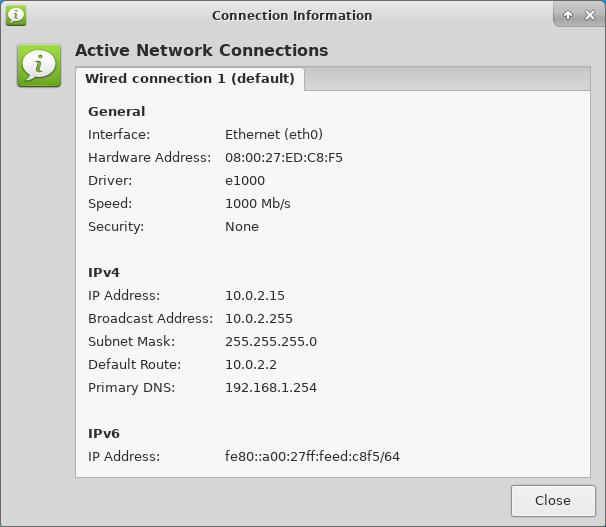 Connection Information
Active Network Connections
Wired connection 1 (default)
General
Interface: Ethernet (eth0)
Hardware Address: 08:00:27:ED:C8:F5
Driver: e1000
Speed: 1000 Mb/s
Security: None
IPv4
IP Address: 10.0.2.15
Broadcast Address: 10.0.2.255
Subnet Mask: 255.255.255.0
Default Route: 10.0.2.2
Primary DNS: 192.168.1.254
IPv6
IP Address: fe80::a00:27ff:feed:c8f5/64
Close